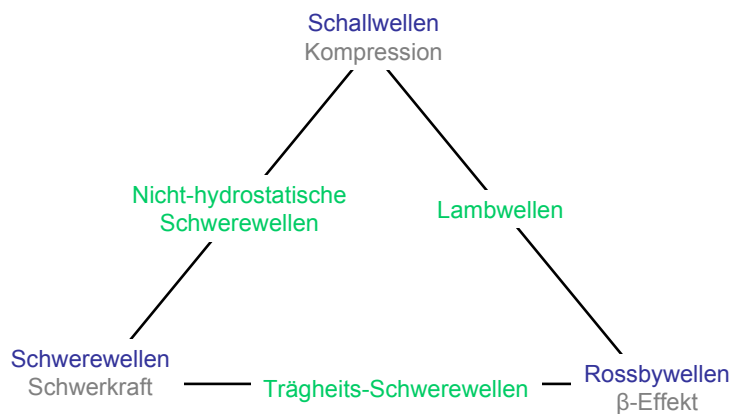 Schallwellen
Kompression
Nicht-hydrostatische
Schwerewellen
Lambwellen
Schwerewellen
Schwerkraft
Trägheits-Schwerewellen
Rossbywellen
β-Effekt